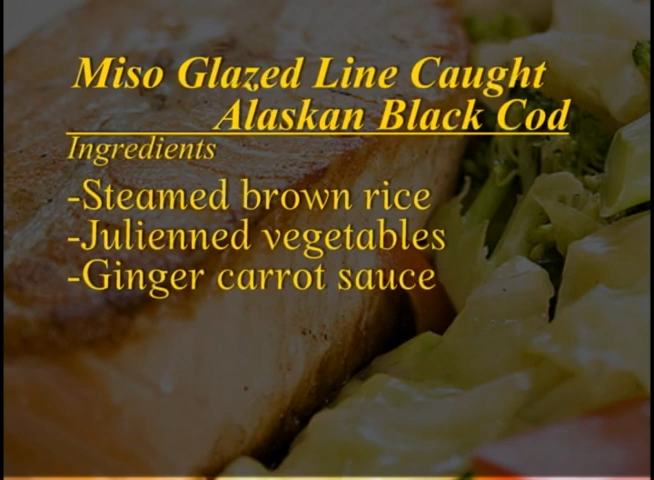 Miso Glazed Line Caught
Alaskan Black Cod
Ingredients
-Steamed brown rice
-Julienned vegetables
-Ginger carrot sauce